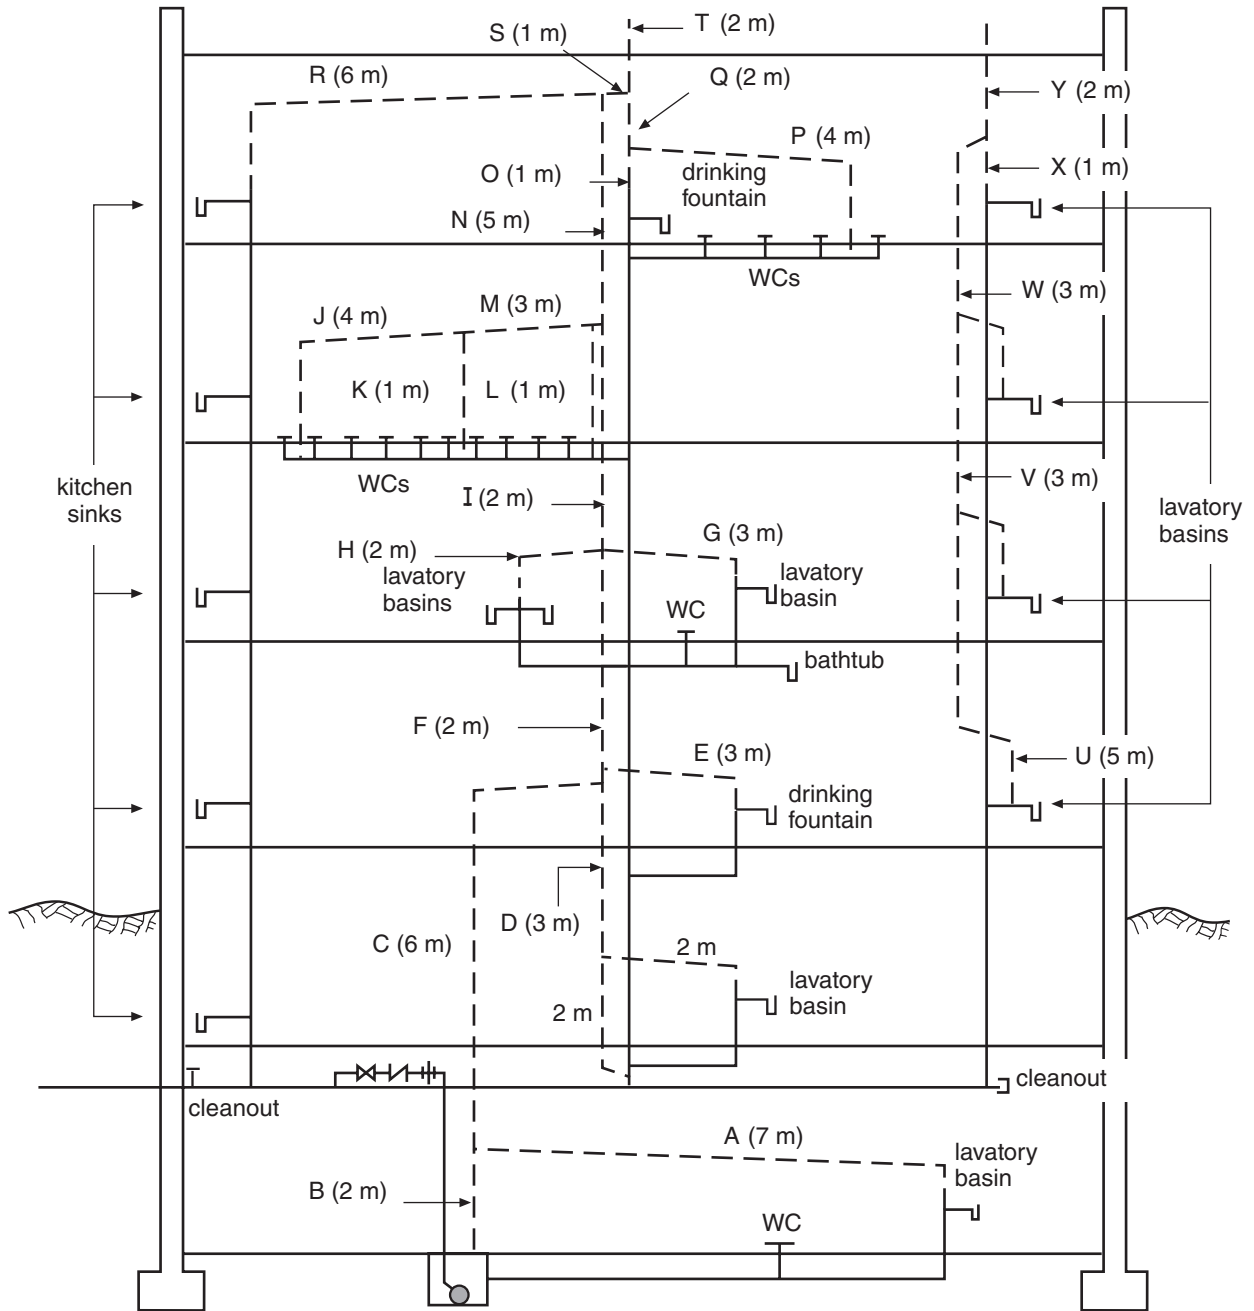 T (2 m)
S (1 m)
R (6 m)
Q (2 m)
Y (2 m)
P (4 m)
O (1 m)
drinking
fountain
X (1 m)
N (5 m)
WCs
W (3 m)
M (3 m)
J (4 m)
K (1 m)
L (1 m)
WCs
V (3 m)
kitchen
sinks
I (2 m)
lavatory
basins
G (3 m)
H (2 m)
lavatory
basins
lavatory
basin
WC
bathtub
F (2 m)
E (3 m)
U (5 m)
drinking
fountain
D (3 m)
C (6 m)
2 m
lavatory
basin
2 m
cleanout
cleanout
A (7 m)
lavatory
basin
B (2 m)
WC